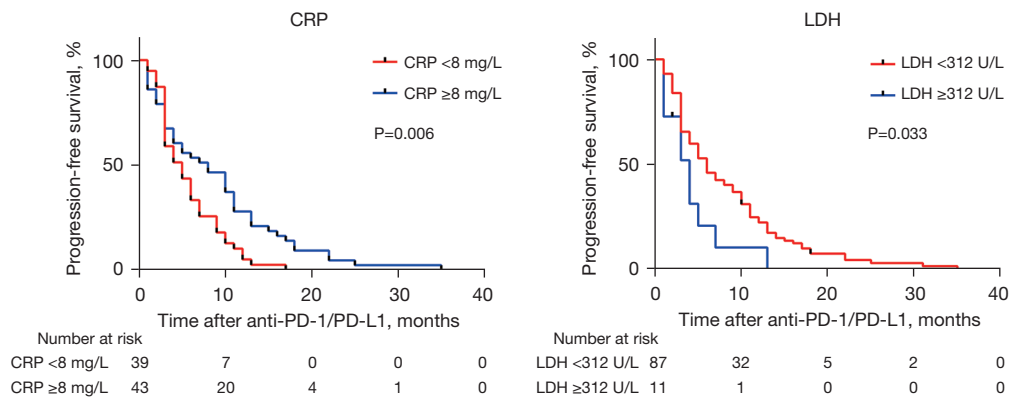 CRP
Progression-free survival, %
100
50
0
CRP <8 mg/L
CRP ≥8 mg/L
P=0.006
0 10 20 30 40
Time after anti-PD-1/PD-L1, months
Number at risk
CRP <8 mg/L 39 7 0 0 0
CRP ≥8 mg/L 43 20 4 1 0
LDH
Progression-free survival, %
100
50
0
LDH <312 U/L
LDH ≥312 U/L
P=0.033
0 10 20 30 40
Time after anti-PD-1/PD-L1, months
Number at risk
LDH <312 U/L 87 32 5 2 0
LDH ≥312 U/L 11 1 0 0 0